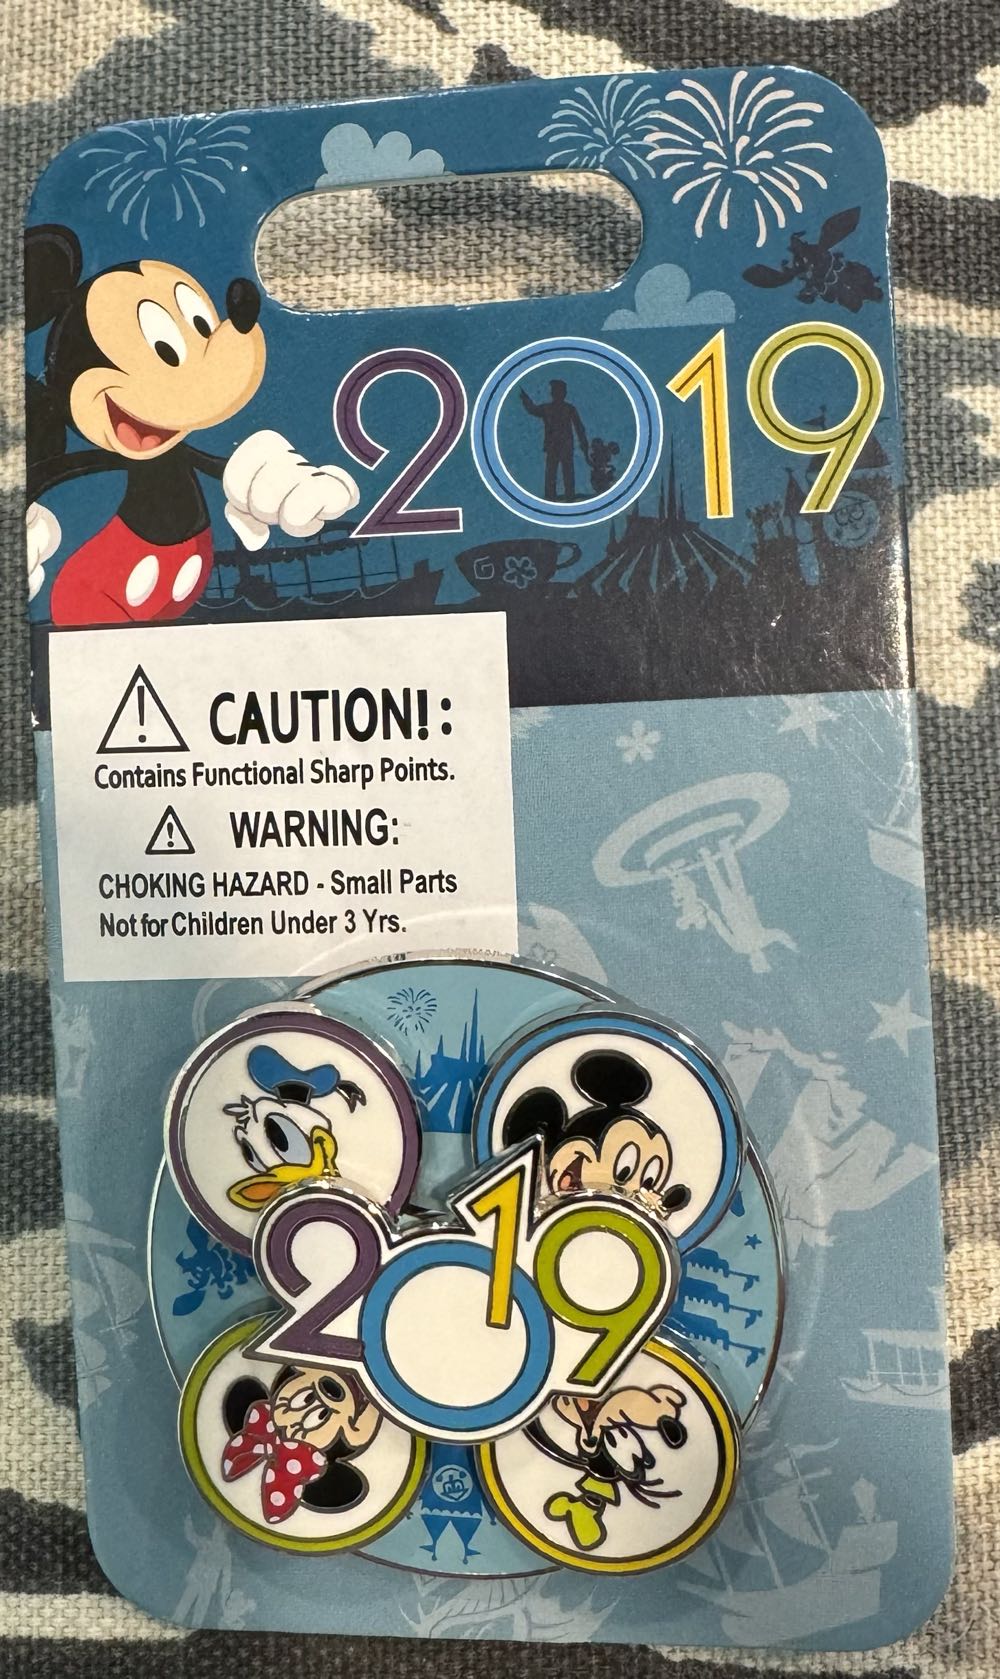 2019
CAUTION!:
Contains Functional Sharp Points.
WARNING:
CHOKING HAZARD - Small Parts
Not for Children Under 3 Yrs.
2019